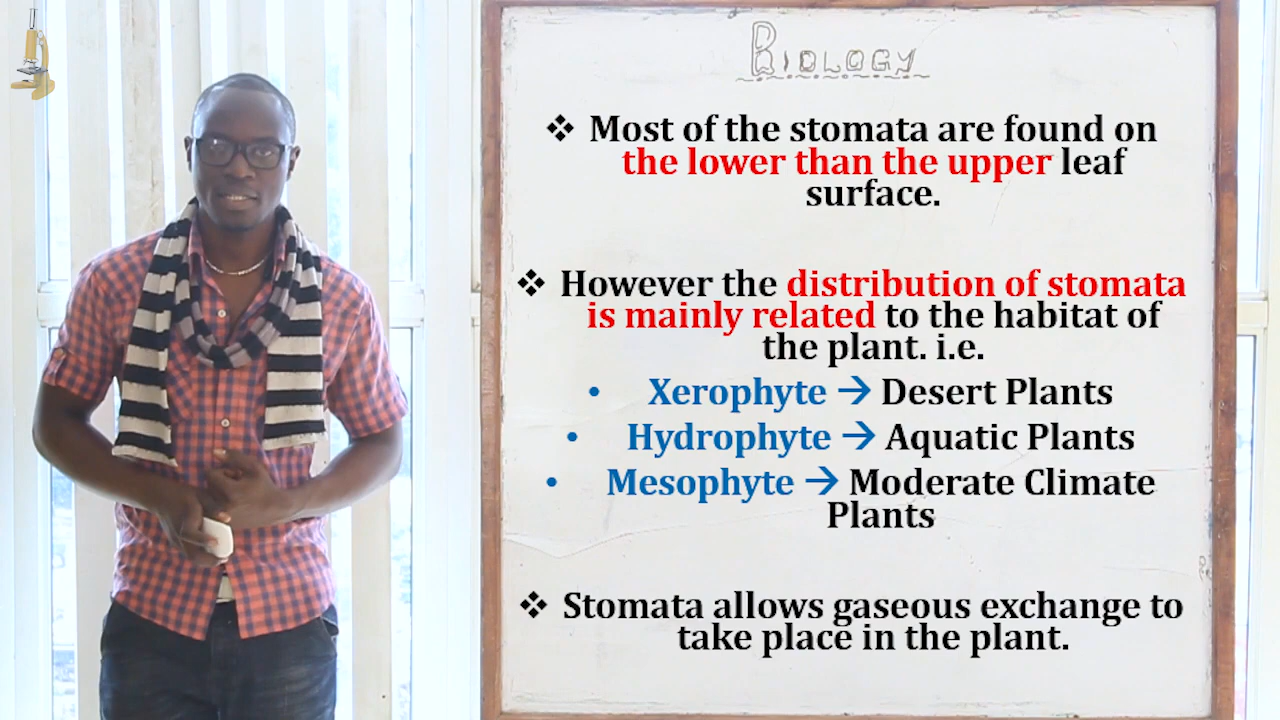 BIOLOGY
❖ Most of the stomata are found on
the lower than the upper leaf
surface.
❖ However the distribution of stomata
is mainly related to the habitat of
the plant. i.e.
• Xerophyte → Desert Plants
• Hydrophyte → Aquatic Plants
• Mesophyte → Moderate Climate
Plants
❖ Stomata allows gaseous exchange to
take place in the plant.